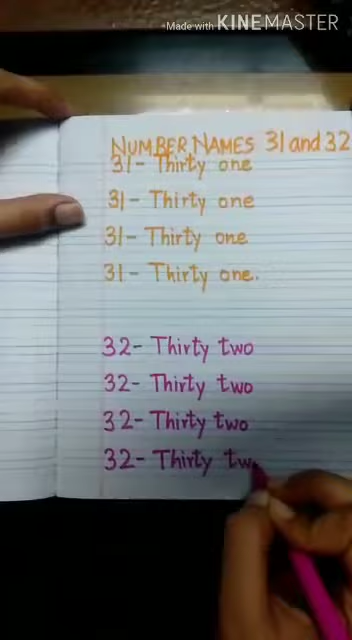 Made with KINEMASTER
NUMBER NAMES 31 and 32
31- Thirty one
31- Thirty one
31- Thirty one
31- Thirty one.
32- Thirty two
32- Thirty two
32- Thirty two
32- Thirty tw